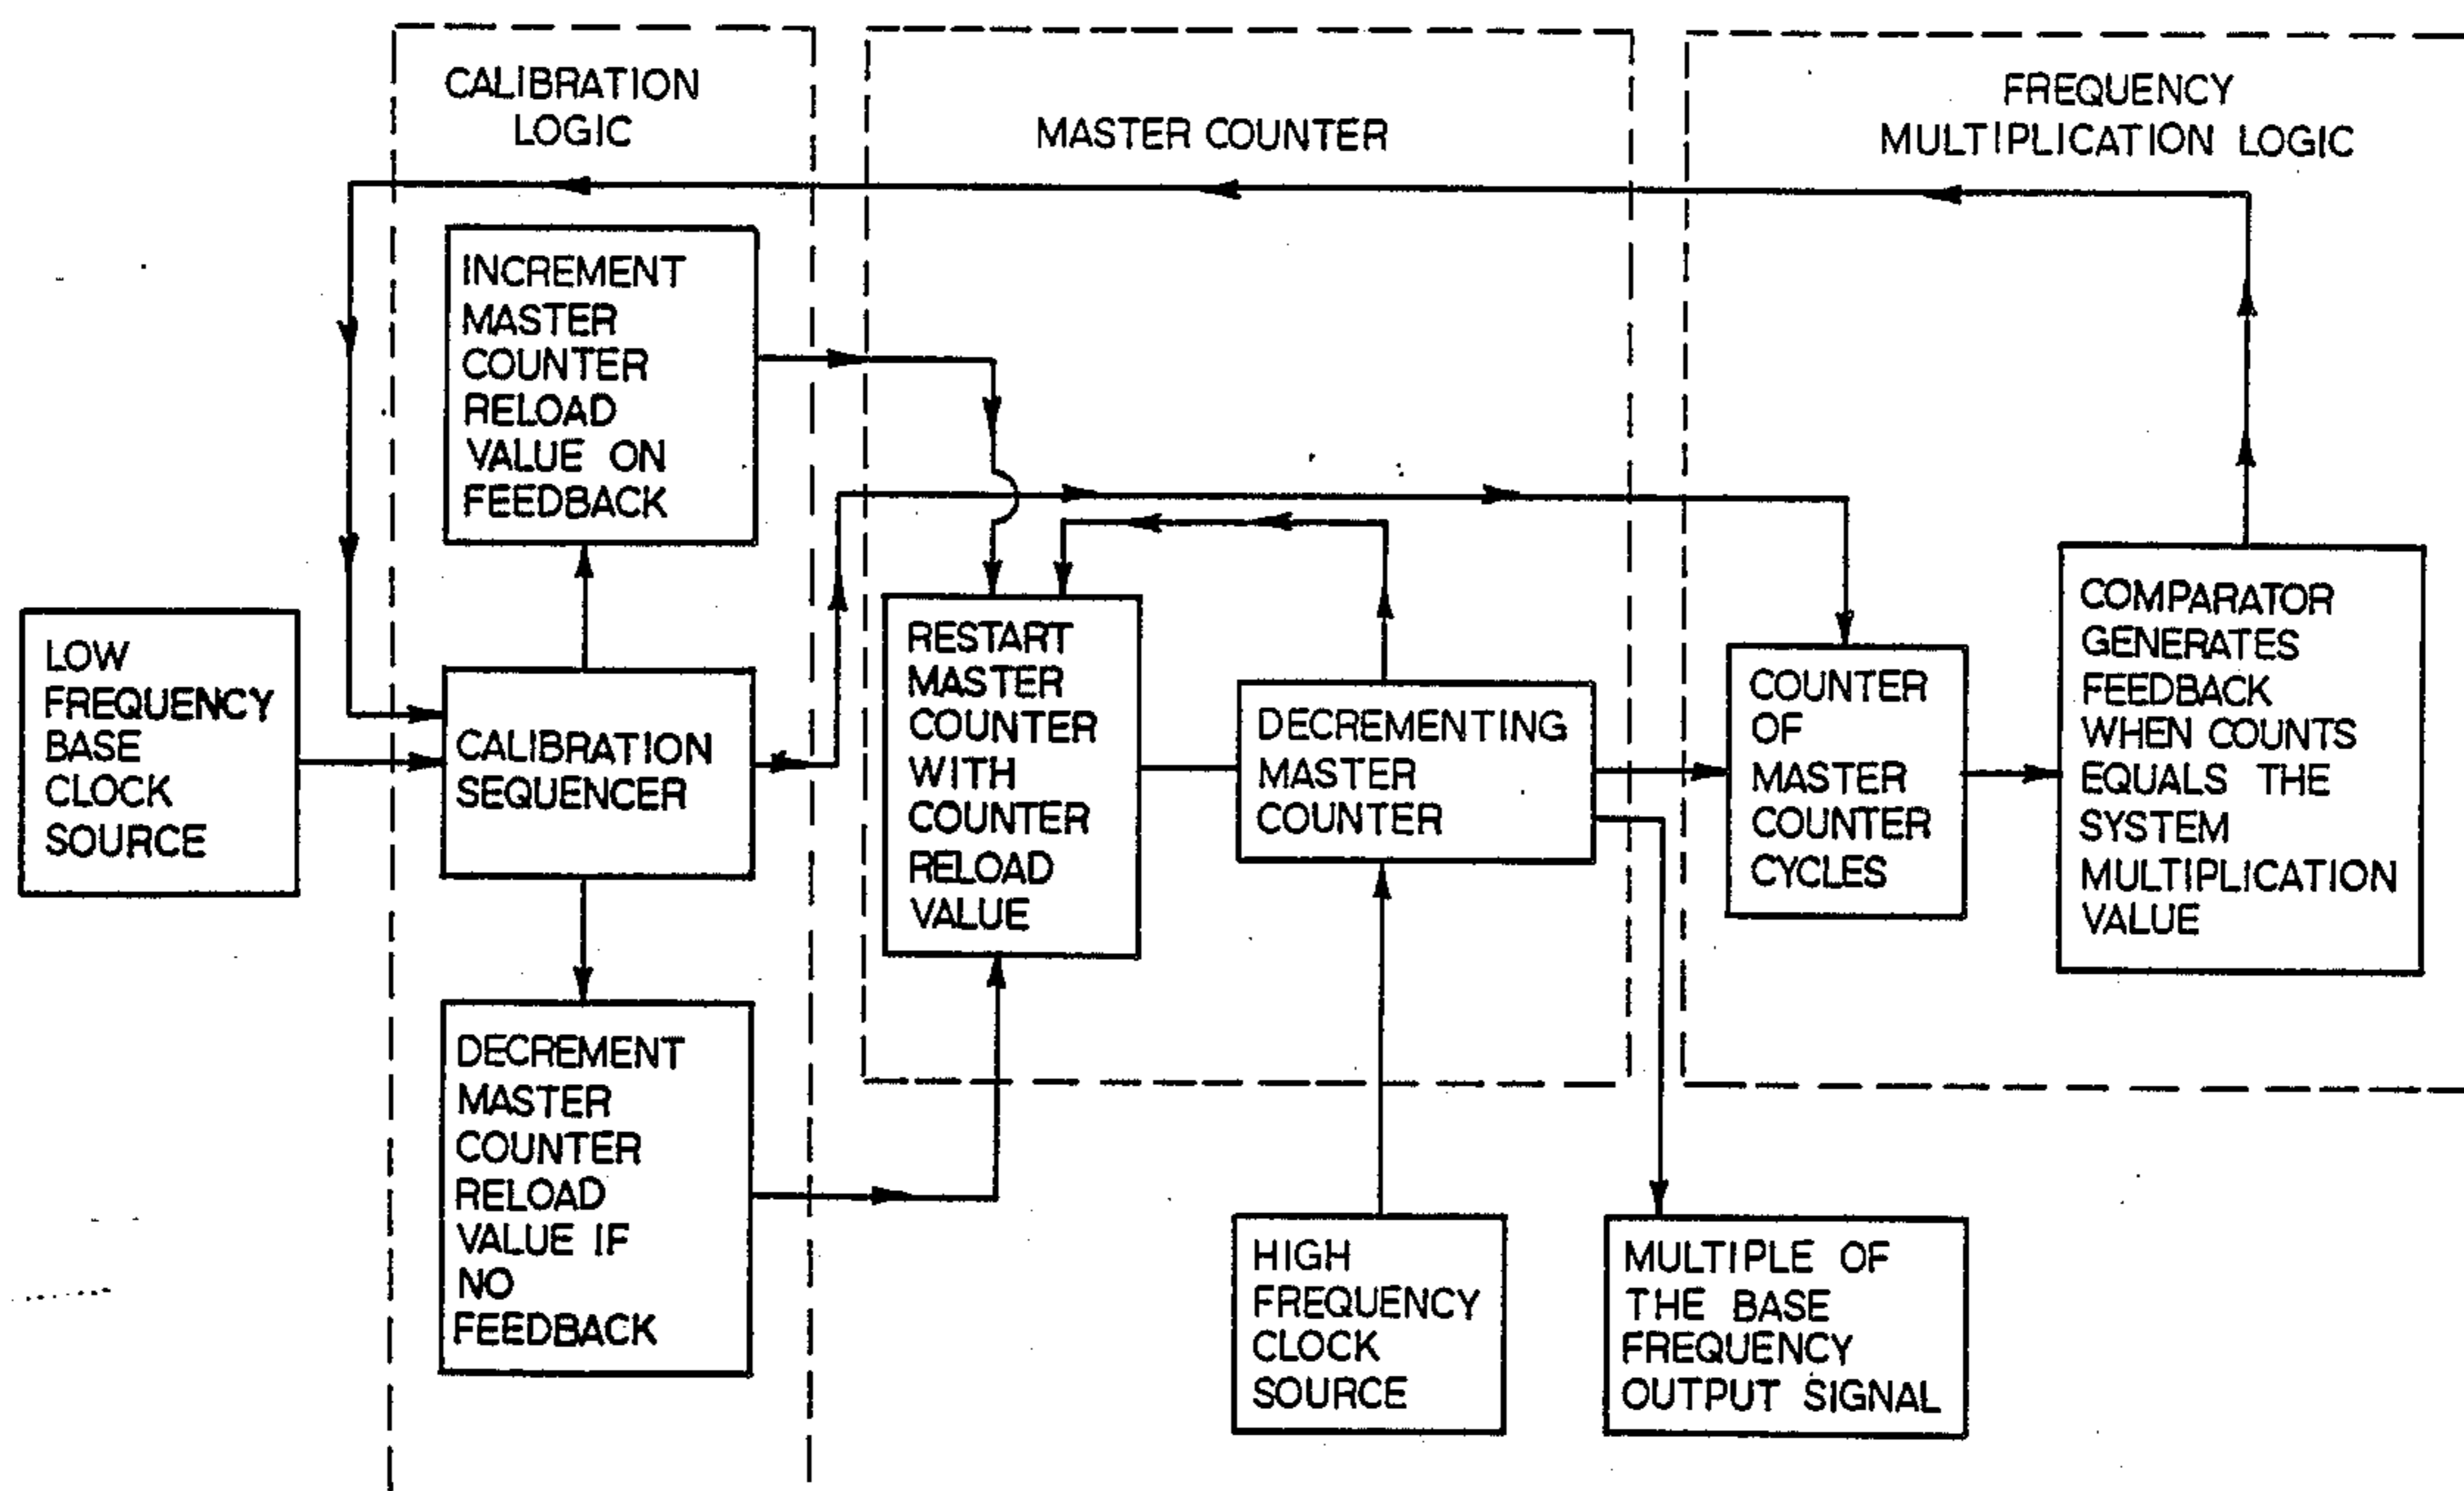 CALIBRATION
LOGIC
MASTER COUNTER
FREQUENCY
MULTIPLICATION LOGIC
INCREMENT
MASTER
COUNTER
RELOAD
VALUE ON
FEEDBACK
LOW
FREQUENCY
BASE
CLOCK
SOURCE
CALIBRATION
SEQUENCER
RESTART
MASTER
COUNTER
WITH
COUNTER
RELOAD
VALUE
DECREMENTING
MASTER
COUNTER
COUNTER
OF
MASTER
COUNTER
CYCLES
COMPARATOR
GENERATES
FEEDBACK
WHEN COUNTS
EQUALS THE
SYSTEM
MULTIPLICATION
VALUE
DECREMENT
MASTER
COUNTER
RELOAD
VALUE IF
NO
FEEDBACK
HIGH
FREQUENCY
CLOCK
SOURCE
MULTIPLE OF
THE BASE
FREQUENCY
OUTPUT SIGNAL